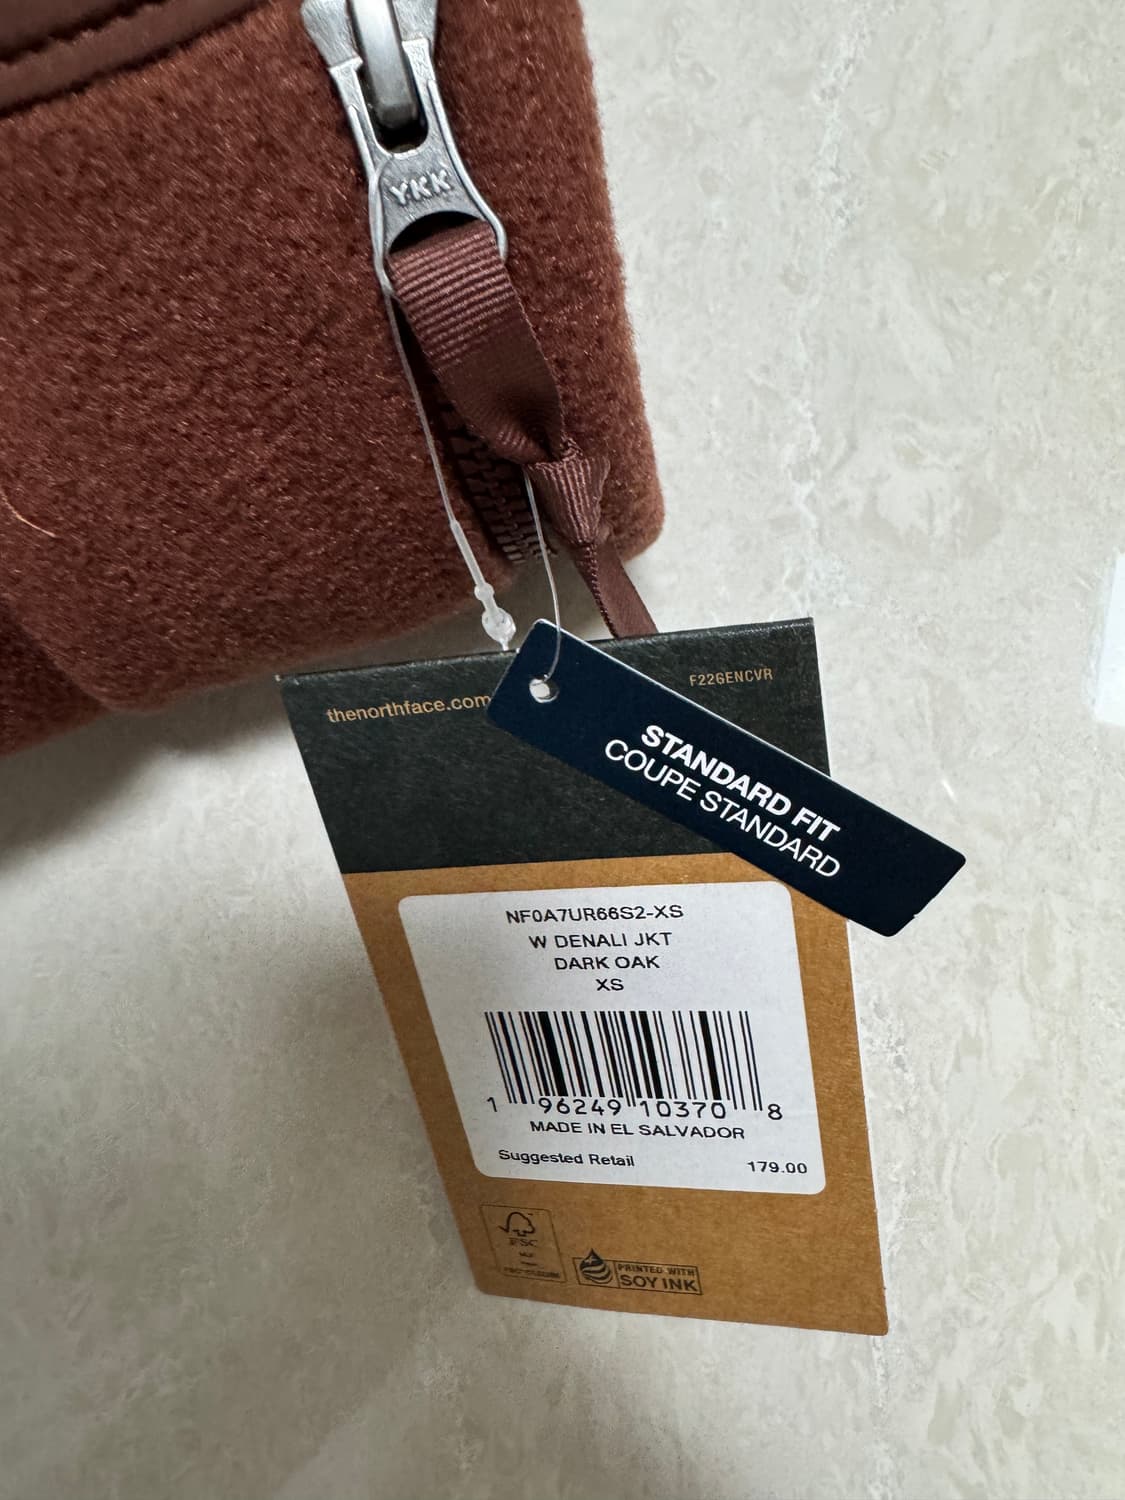 YKK
thenorthface.com
F22GENCVR
STANDARD FIT
COUPE STANDARD
NF0A7UR66S2-XS
W DENALI JKT
DARK OAK
XS
1 96249 10370 8
MADE IN EL SALVADOR
Suggested Retail 179.00
FSC
PRINTED WITH
SOY INK